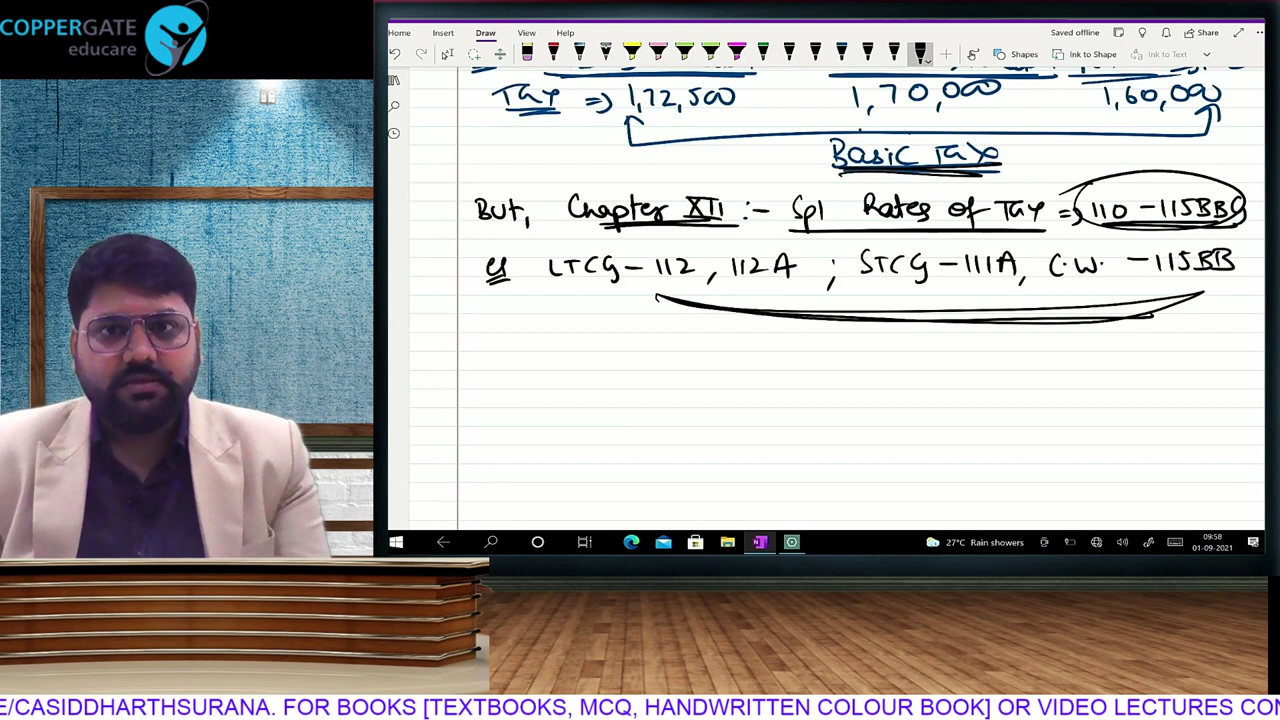 COPPERGATE
educare
Home Insert Draw View Help
Saved offline Share
Shapes Ink to Shape Ink to Text
Tax ⇒ 1,72,500 1,70,000 1,60,000
Basic Tax
But, Chapter XII :- Spl Rates of Tax ⇒ 110 - 115BBG
eg LTCG - 112, 112A ; STCG - 111A, C.W. - 115BB
27°C Rain showers
09:58
01-09-2021
E/CASIDDHARTHSURANA. FOR BOOKS [TEXTBOOKS, MCQ, HANDWRITTEN COLOUR BOOK] OR VIDEO LECTURES CON